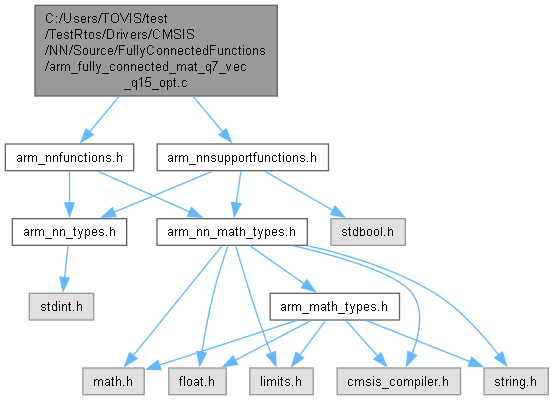 C:/Users/TOVIS/test
/TestRtos/Drivers/CMSIS
/NN/Source/FullyConnectedFunctions
/arm_fully_connected_mat_q7_vec
_q15_opt.c
arm_nnfunctions.h
arm_nnsupportfunctions.h
arm_nn_types.h
arm_nn_math_types.h
stdbool.h
stdint.h
arm_math_types.h
math.h
float.h
limits.h
cmsis_compiler.h
string.h